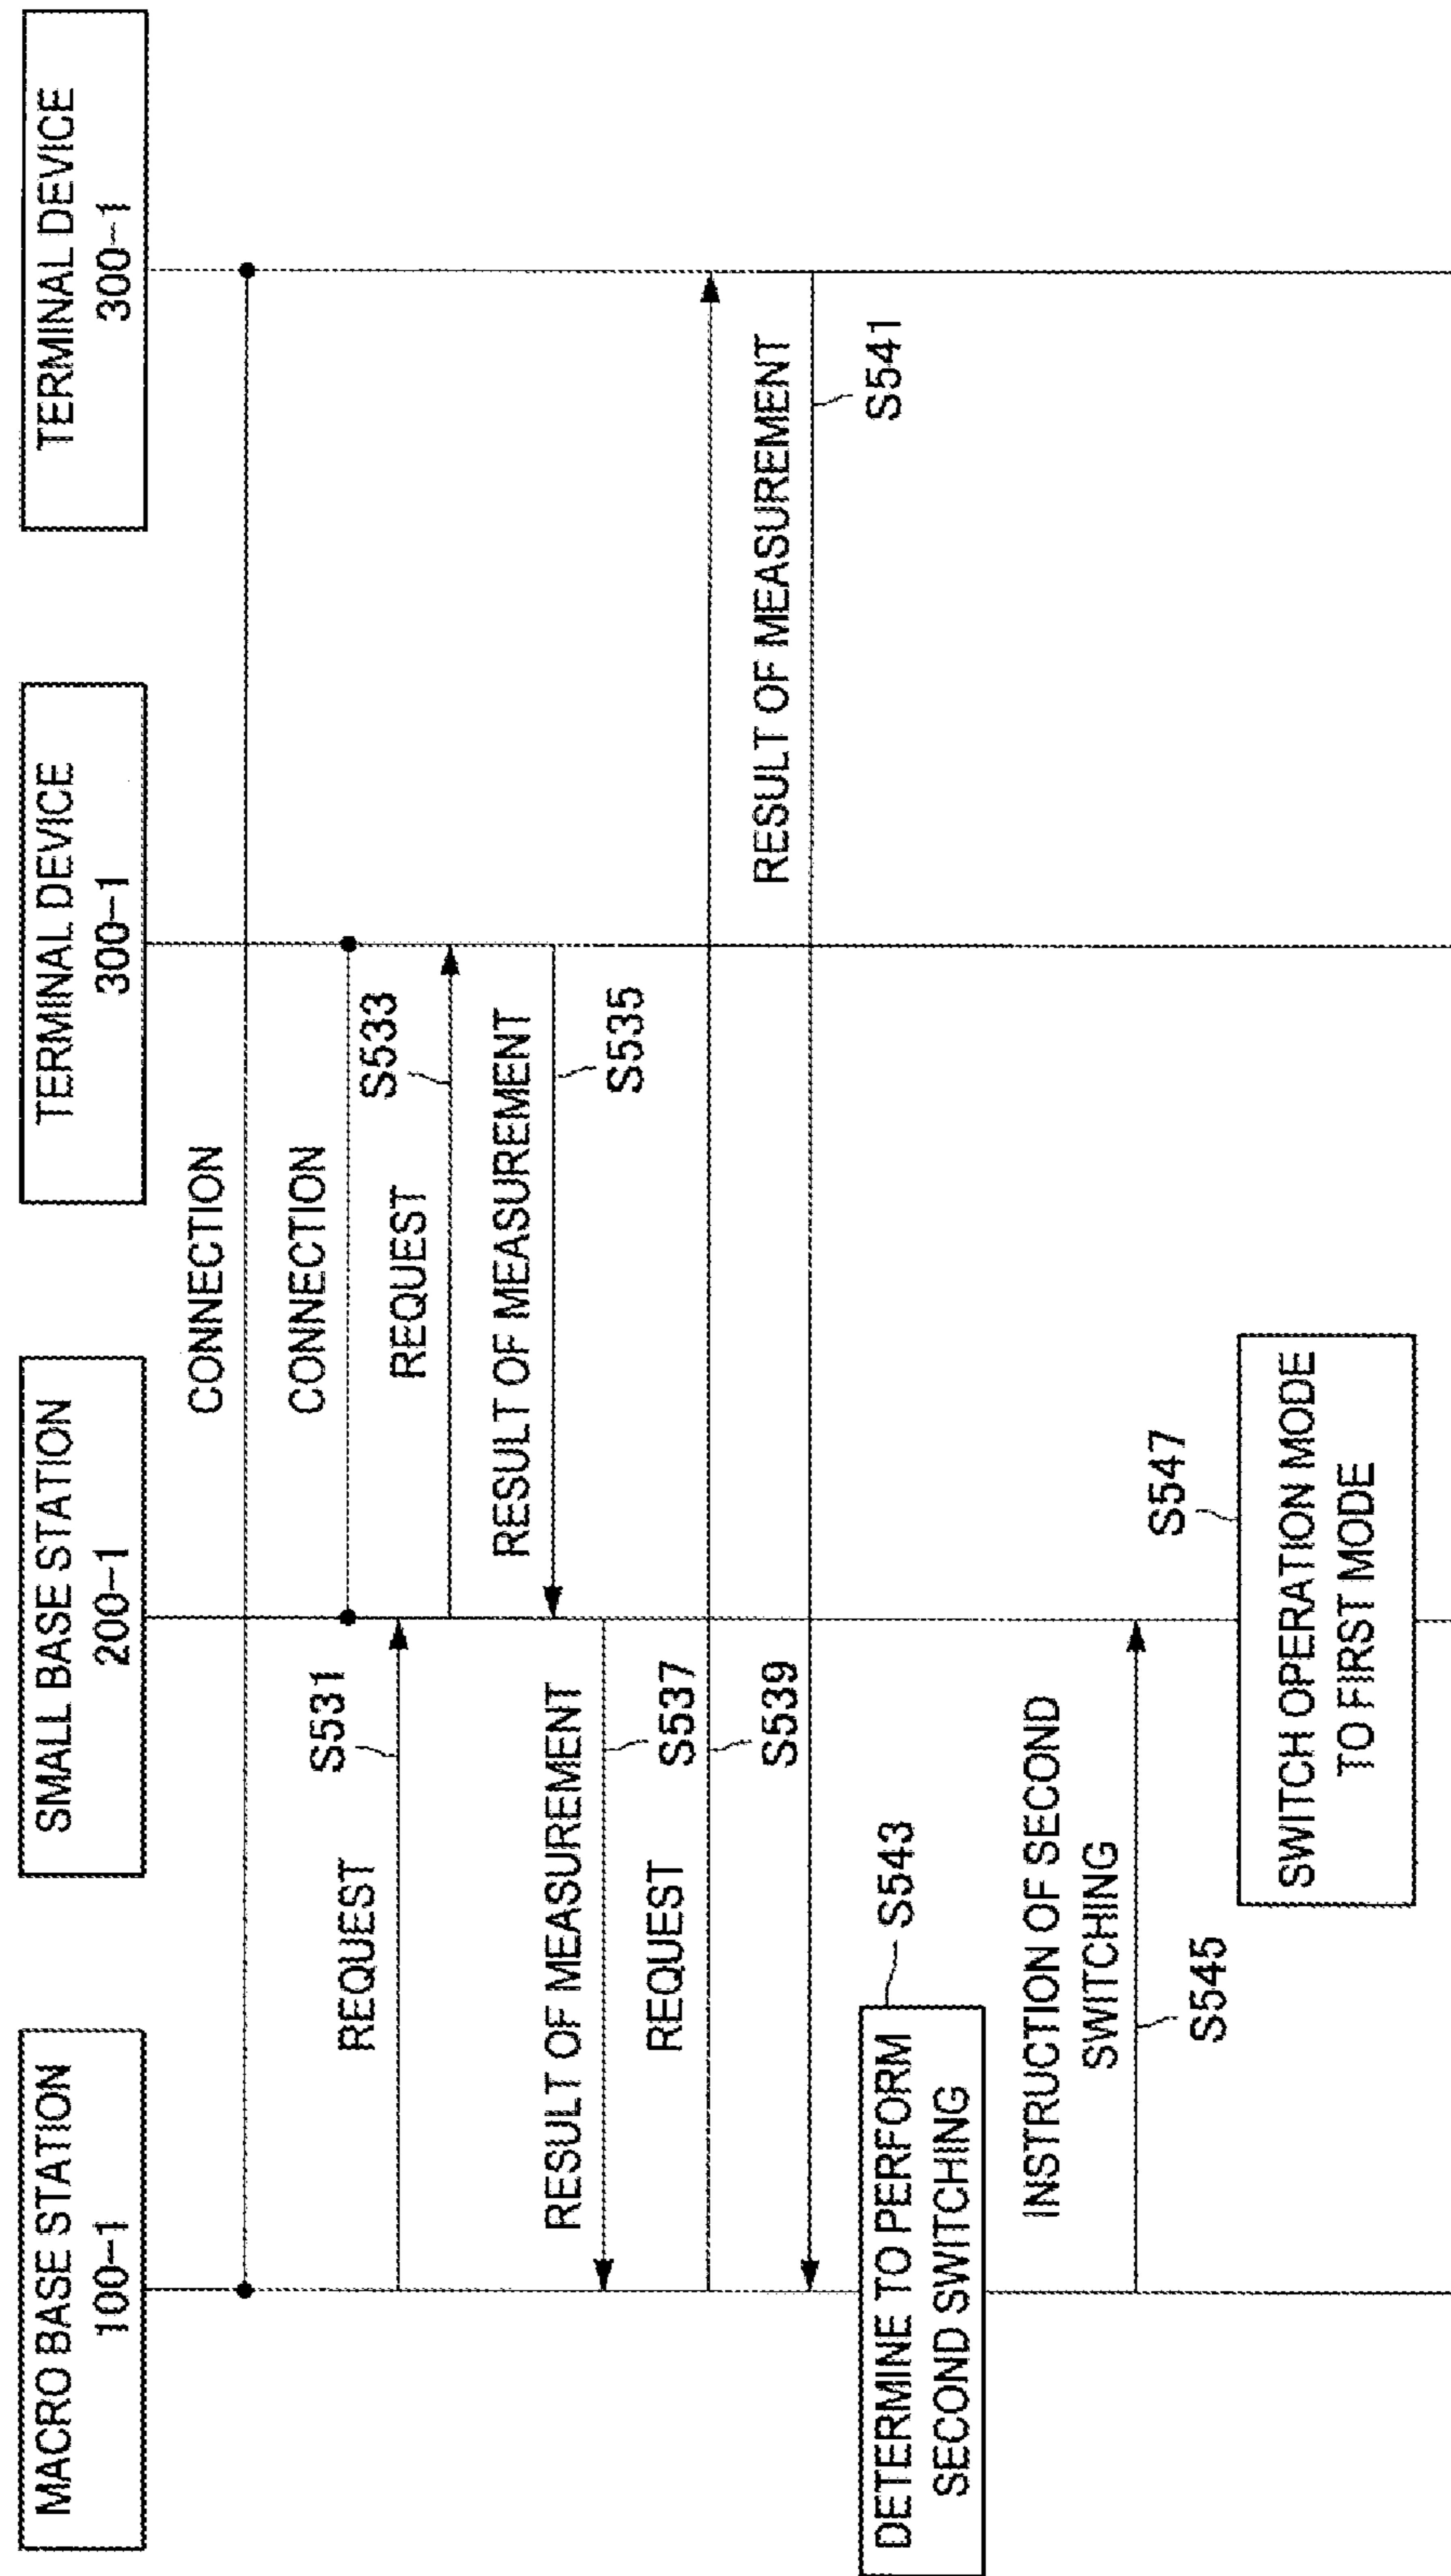 MACRO BASE STATION
100-1
SMALL BASE STATION
200-1
TERMINAL DEVICE
300-1
TERMINAL DEVICE
300-1
CONNECTION
CONNECTION
REQUEST
S531
REQUEST
S533
RESULT OF MEASUREMENT
S535
RESULT OF MEASUREMENT
S537
REQUEST
S539
RESULT OF MEASUREMENT
S541
DETERMINE TO PERFORM
SECOND SWITCHING
S543
INSTRUCTION OF SECOND
SWITCHING
S545
S547
SWITCH OPERATION MODE
TO FIRST MODE